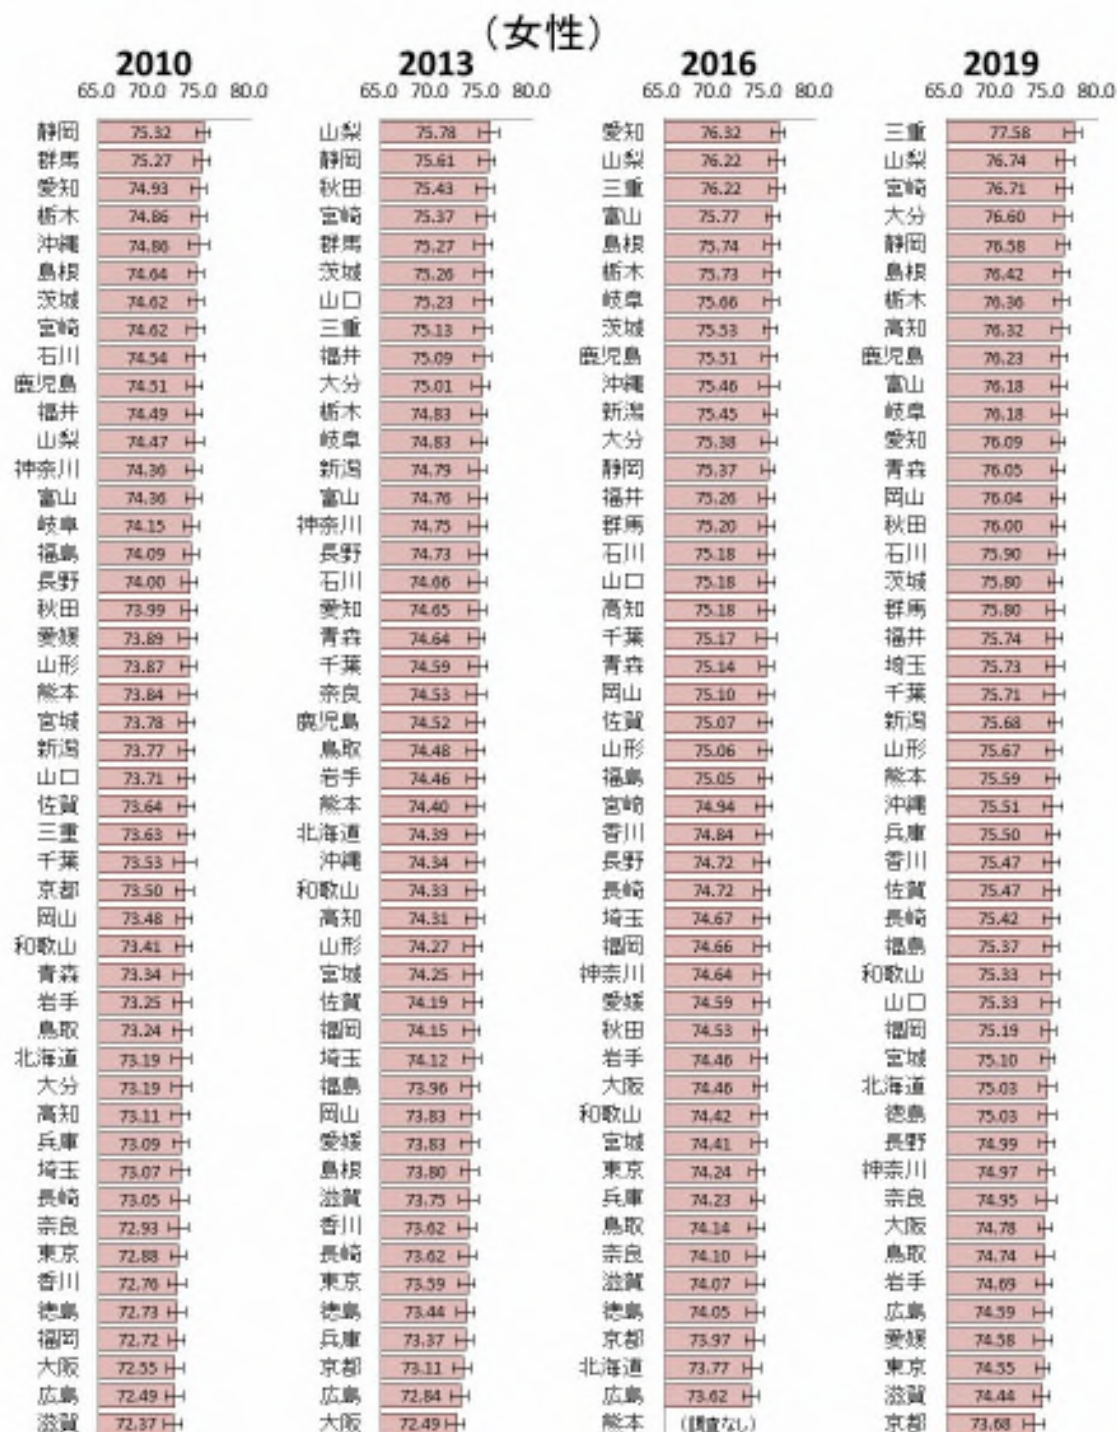 （女性）
2010 2013 2016 2019
65.0 70.0 75.0 80.0 65.0 70.0 75.0 80.0 65.0 70.0 75.0 80.0 65.0 70.0 75.0 80.0
静岡 75.32 山梨 75.78 愛知 76.32 三重 77.58
群馬 75.27 静岡 75.61 山梨 76.22 山梨 76.74
愛知 74.93 秋田 75.43 三重 76.22 宮崎 76.71
栃木 74.86 宮崎 75.37 富山 75.77 大分 76.60
沖縄 74.86 群馬 75.27 島根 75.74 静岡 76.58
島根 74.64 茨城 75.26 栃木 75.73 島根 76.42
茨城 74.62 山口 75.23 岐阜 75.66 栃木 76.36
宮崎 74.62 三重 75.13 茨城 75.53 高知 76.32
石川 74.54 福井 75.09 鹿児島 75.51 鹿児島 76.23
鹿児島 74.51 大分 75.01 沖縄 75.46 富山 76.18
福井 74.49 栃木 74.83 新潟 75.45 岐阜 76.18
山梨 74.47 岐阜 74.83 大分 75.38 愛知 76.09
神奈川 74.36 新潟 74.79 静岡 75.37 青森 76.05
富山 74.36 富山 74.76 福井 75.26 岡山 76.04
岐阜 74.15 神奈川 74.75 群馬 75.20 秋田 76.00
福島 74.09 長野 74.73 石川 75.18 石川 75.90
長野 74.00 石川 74.66 山口 75.18 茨城 75.80
秋田 73.99 愛知 74.65 高知 75.18 群馬 75.80
愛媛 73.89 青森 74.64 千葉 75.17 福井 75.74
山形 73.87 千葉 74.59 青森 75.14 埼玉 75.73
熊本 73.84 奈良 74.53 岡山 75.10 千葉 75.71
宮城 73.78 鹿児島 74.52 佐賀 75.07 新潟 75.68
新潟 73.77 鳥取 74.48 山形 75.06 山形 75.67
山口 73.71 岩手 74.46 福島 75.05 熊本 75.59
佐賀 73.64 熊本 74.40 宮崎 74.94 沖縄 75.51
三重 73.63 北海道 74.39 香川 74.84 兵庫 75.50
千葉 73.53 沖縄 74.34 長野 74.72 香川 75.47
京都 73.50 和歌山 74.33 長崎 74.72 佐賀 75.47
岡山 73.48 高知 74.31 埼玉 74.67 長崎 75.42
和歌山 73.41 山形 74.27 福岡 74.66 福島 75.37
青森 73.34 宮城 74.25 神奈川 74.64 和歌山 75.33
岩手 73.25 佐賀 74.19 愛媛 74.59 山口 75.33
鳥取 73.24 福岡 74.15 秋田 74.53 福岡 75.19
北海道 73.19 埼玉 74.12 岩手 74.46 宮城 75.10
大分 73.19 福島 73.96 大阪 74.46 北海道 75.03
高知 73.11 岡山 73.83 和歌山 74.42 徳島 75.03
兵庫 73.09 愛媛 73.83 宮城 74.41 長野 74.99
埼玉 73.07 島根 73.80 東京 74.24 神奈川 74.97
長崎 73.05 滋賀 73.75 兵庫 74.23 奈良 74.95
奈良 72.93 香川 73.62 鳥取 74.14 大阪 74.78
東京 72.88 長崎 73.62 奈良 74.10 鳥取 74.74
香川 72.76 東京 73.59 滋賀 74.07 岩手 74.69
徳島 72.73 徳島 73.44 徳島 74.05 広島 74.59
福岡 72.72 兵庫 73.37 京都 73.97 愛媛 74.58
大阪 72.55 京都 73.11 北海道 73.77 東京 74.55
広島 72.49 広島 72.84 広島 73.62 滋賀 74.44
滋賀 72.37 大阪 72.49 熊本 （調査なし） 京都 73.68